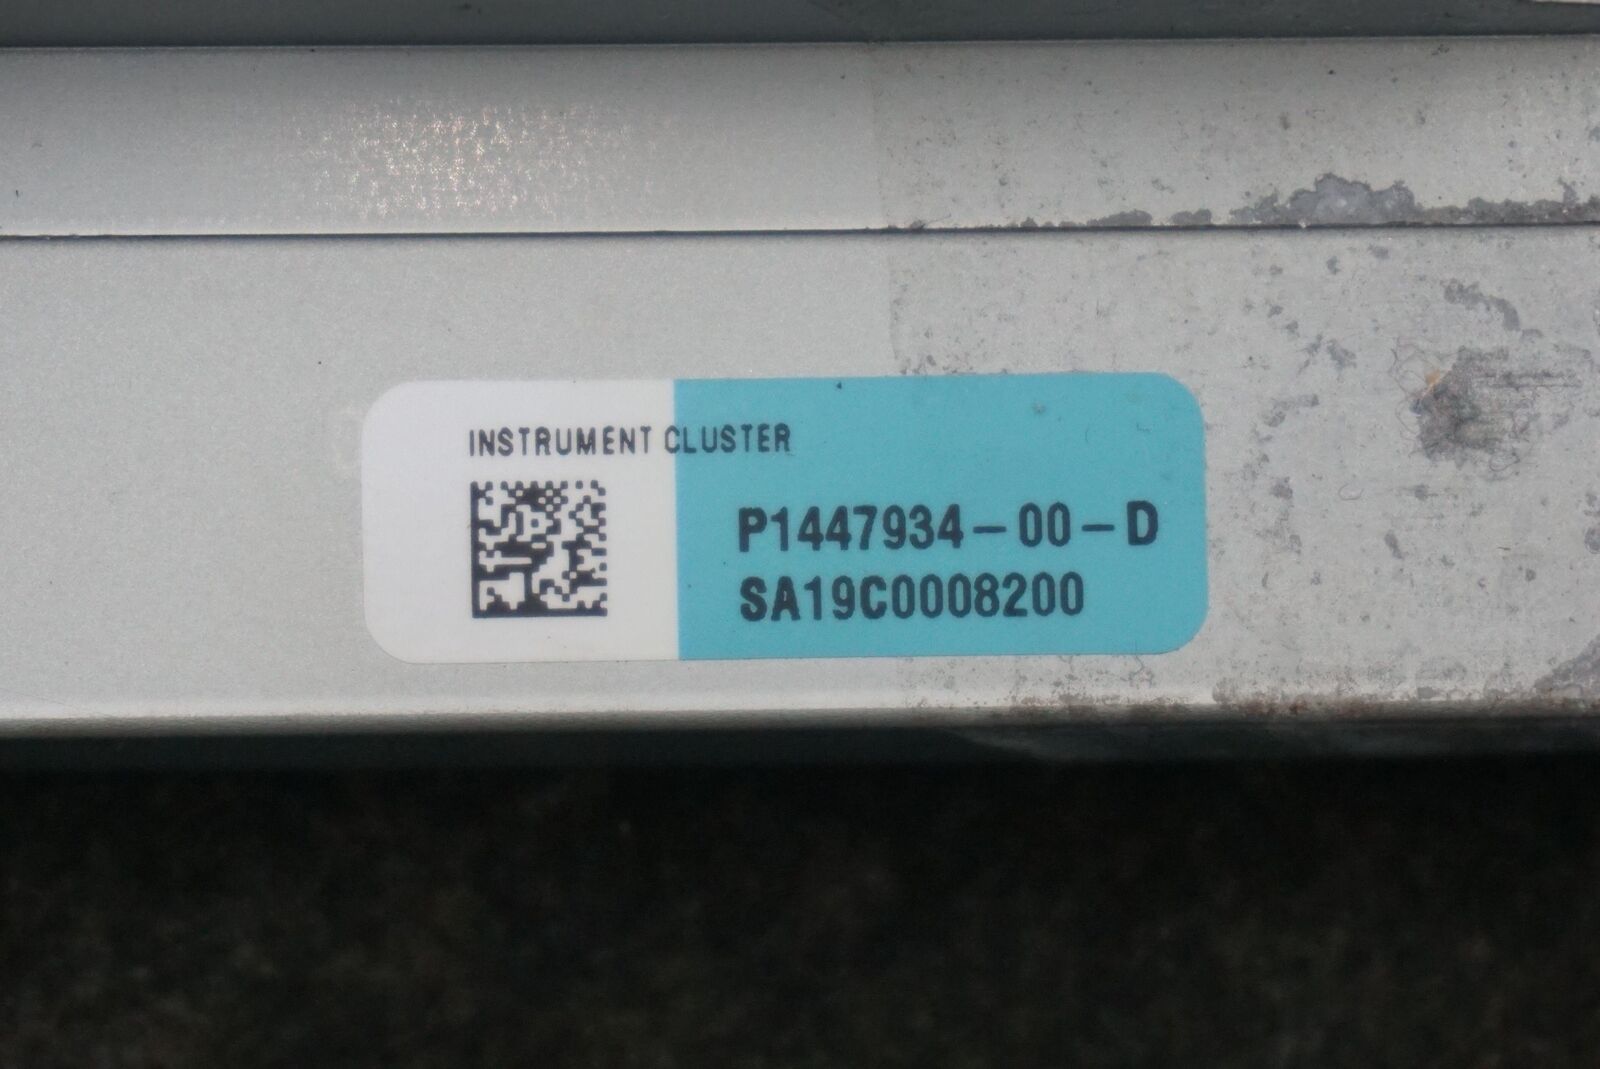 INSTRUMENT CLUSTER
P1447934-00-D
SA19C0008200